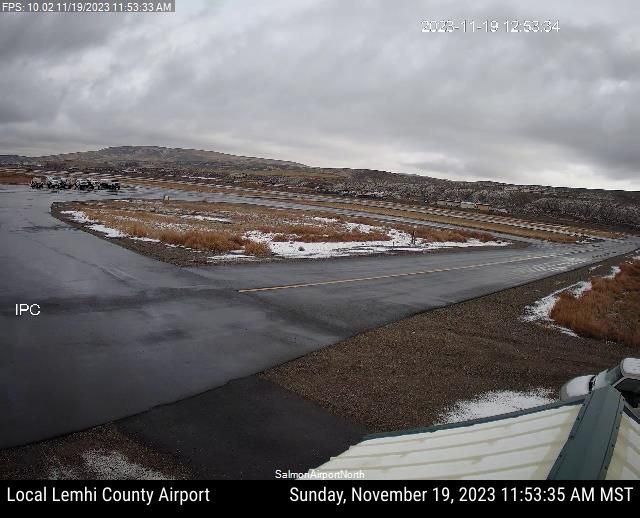 FPS: 10.02 11/19/2023 11:53:33 AM
2023-11-19 12:53:34
IPC
SalmonAirportNorth
Local Lemhi County Airport Sunday, November 19, 2023 11:53:35 AM MST